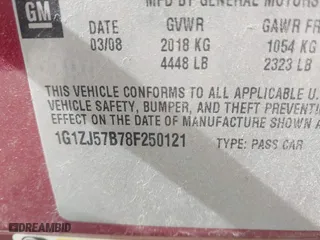 MFD BY GENERAL MOTORS
GM
DATE GVWR GAWR FR
03/08 2018 KG 1054 KG
4448 LB 2323 LB
THIS VEHICLE CONFORMS TO ALL APPLICABLE U.
VEHICLE SAFETY, BUMPER, AND THEFT PREVENTI
EFFECT ON THE DATE OF MANUFACTURE SHOWN A
1G1ZJ57B78F250121 TYPE: PASS CAR
DREAMBID